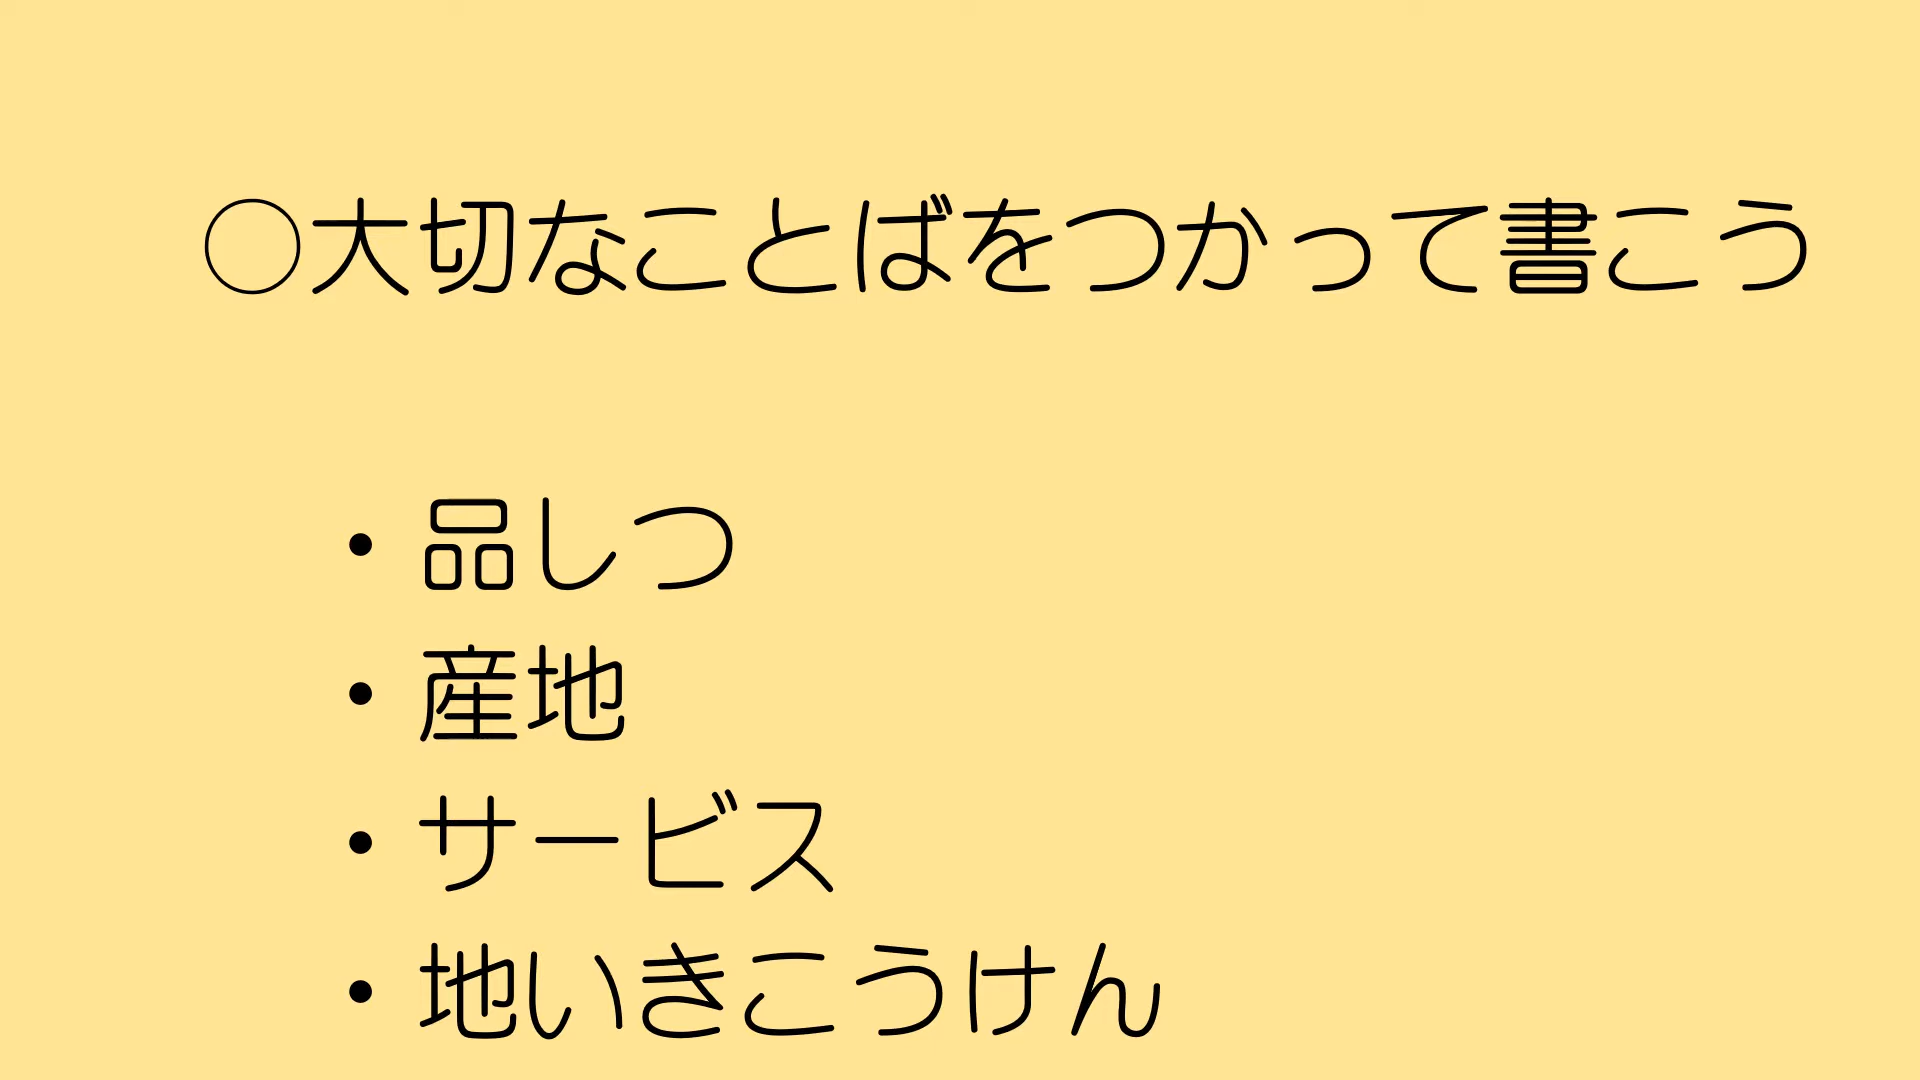 ○大切なことばをつかって書こう
・品しつ
・産地
・サービス
・地いきこうけん